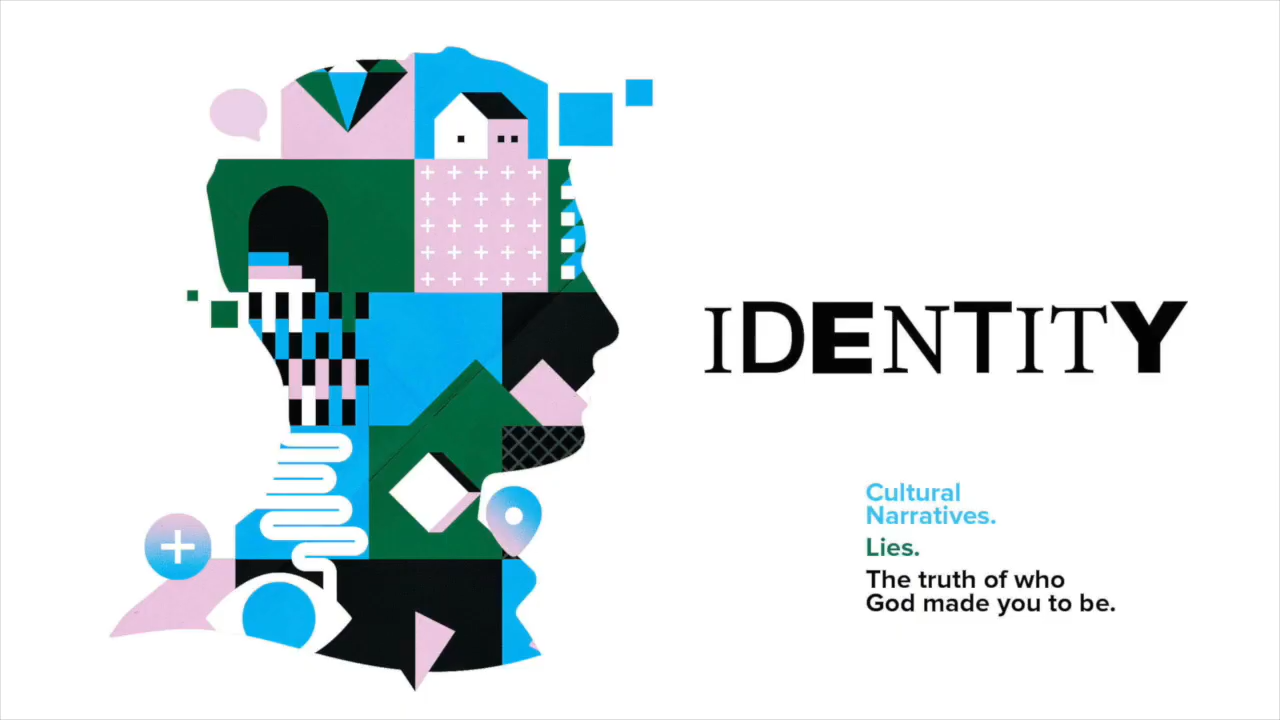 IDENTITY
Cultural
Narratives.
Lies.
The truth of who
God made you to be.